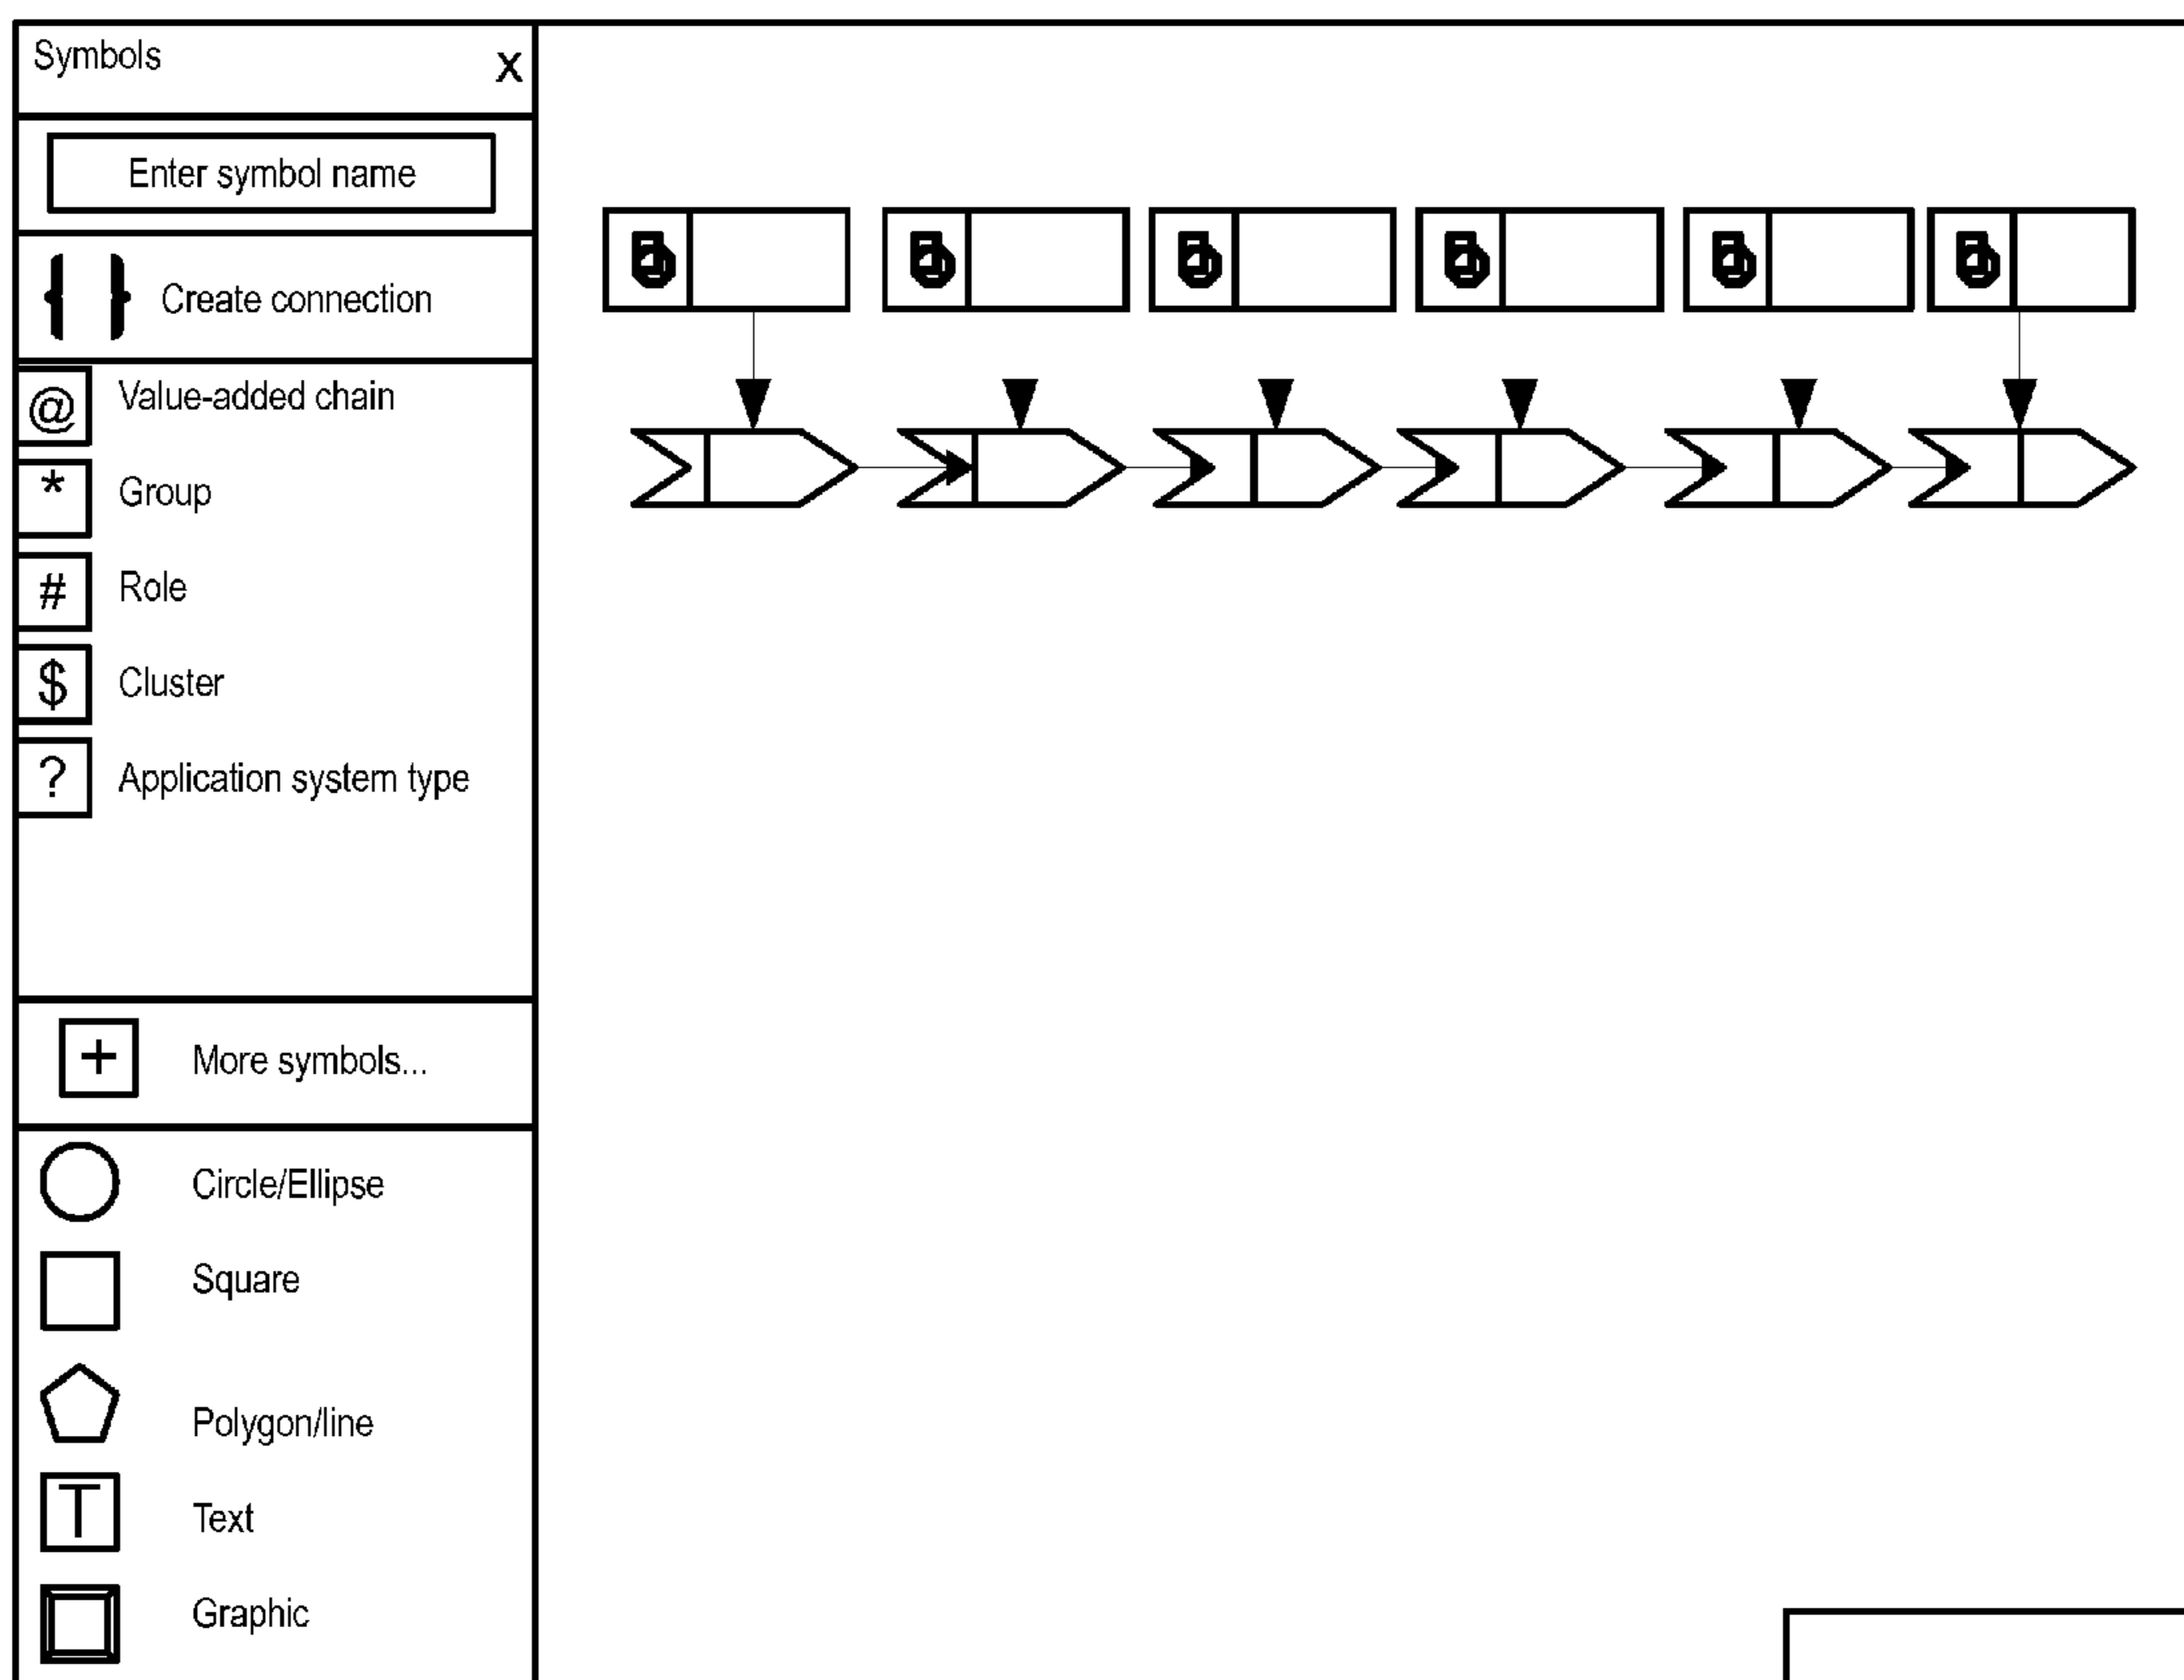 Symbols X
Enter symbol name
{ } Create connection
@ Value-added chain
* Group
# Role
$ Cluster
? Application system type
+ More symbols...
Circle/Ellipse
Square
Polygon/line
T Text
Graphic